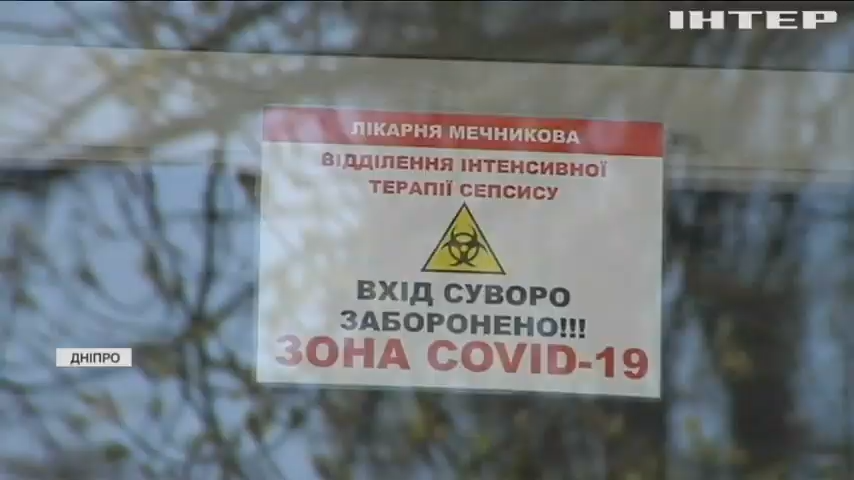 ІНТЕР
ЛІКАРНЯ МЕЧНИКОВА
ВІДДІЛЕННЯ ІНТЕНСИВНОЇ
ТЕРАПІЇ СЕПСИСУ
ВХІД СУВОРО
ЗАБОРОНЕНО!!!
ЗОНА COVID-19
ДНІПРО